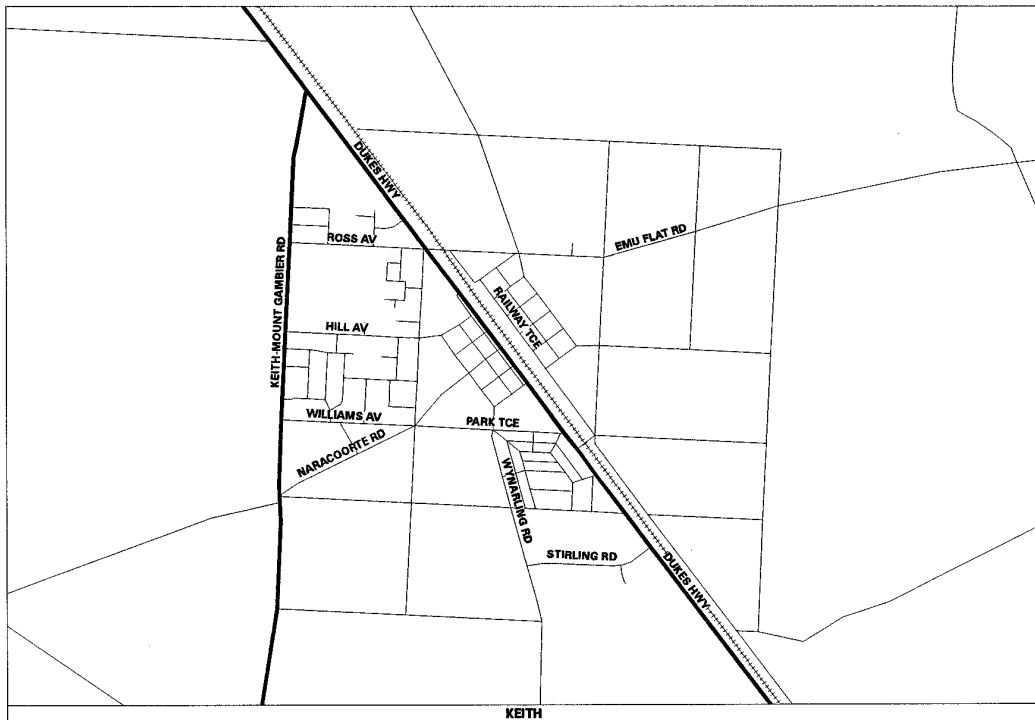 DUKES HWY
KEITH-MOUNT GAMBIER RD
ROSS AV
EMU FLAT RD
RAILWAY TCE
HILL AV
WILLIAMS AV
PARK TCE
NARACOORTE RD
WYNARLING RD
STIRLING RD
DUKES HWY
KEITH